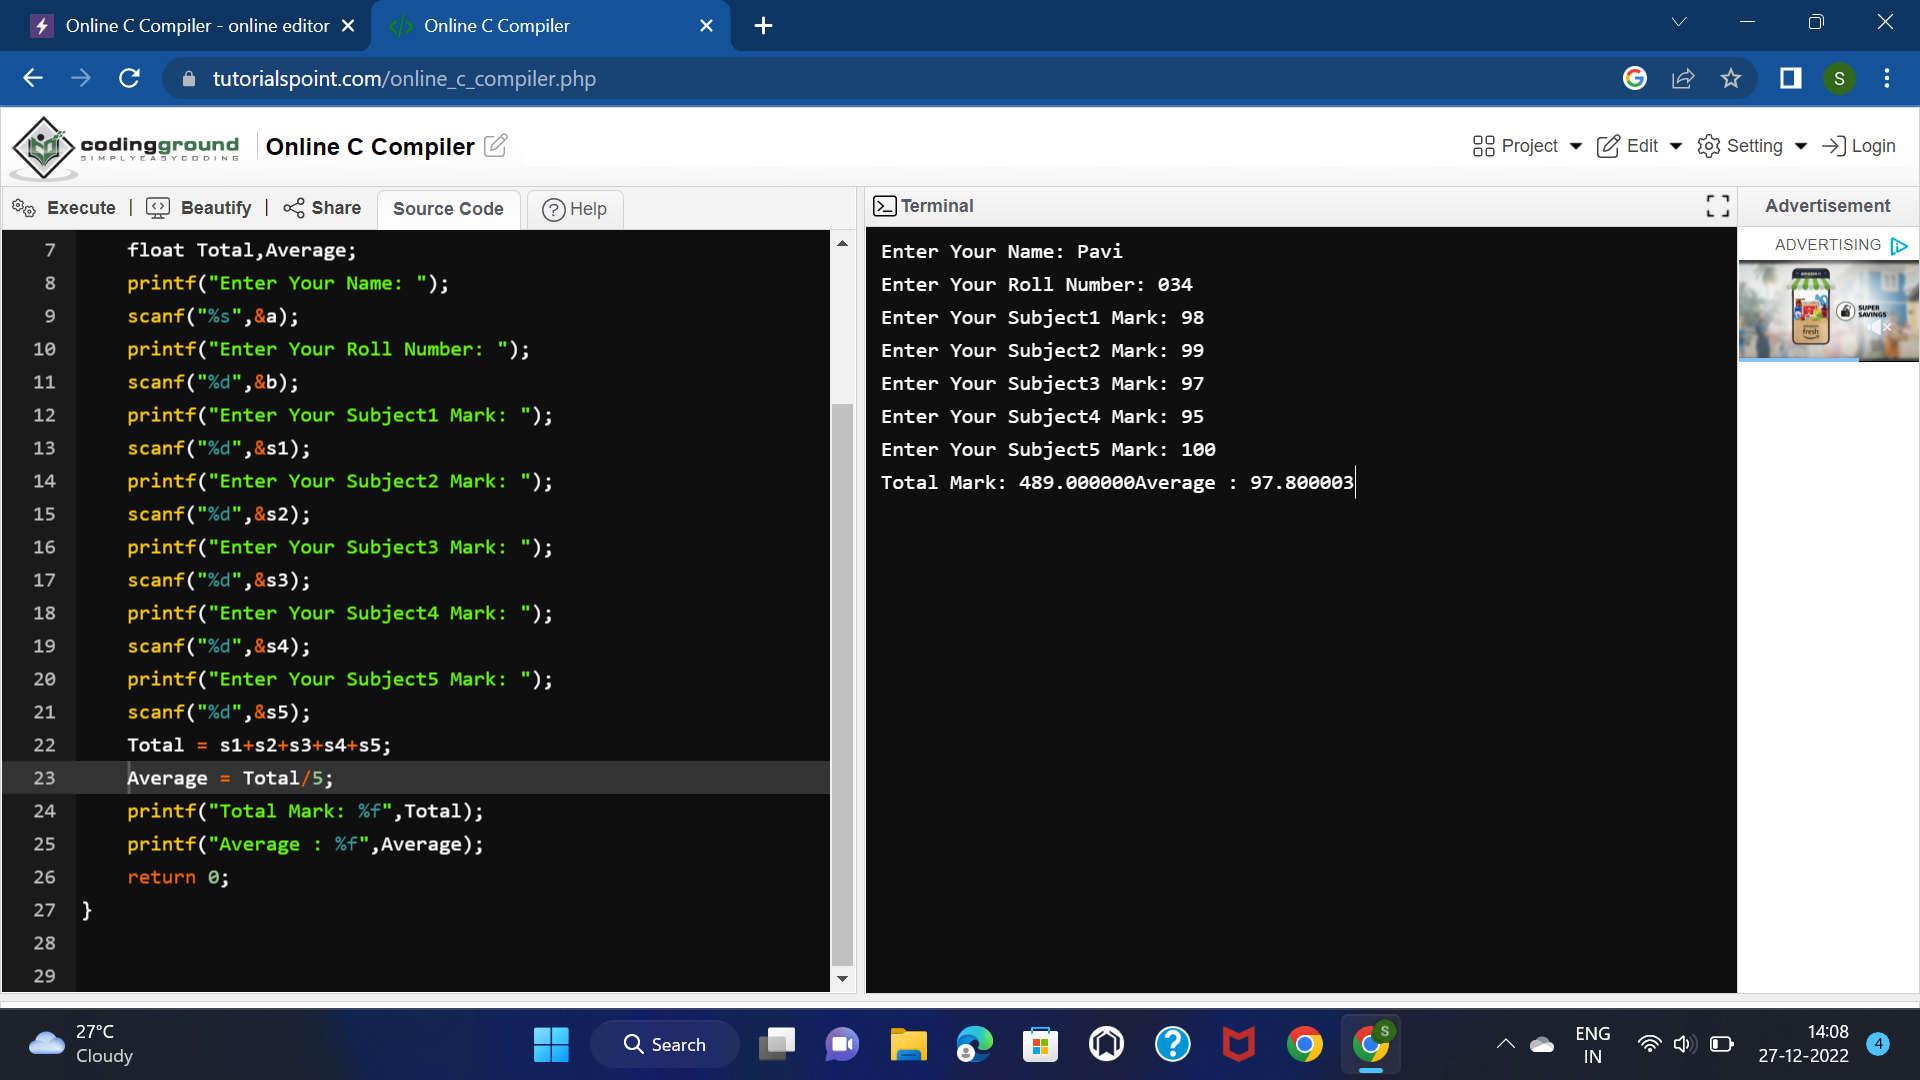 Online C Compiler - online editor
Online C Compiler
tutorialspoint.com/online_c_compiler.php
S
codingground
SIMPLYEASYCODING
Online C Compiler
Project
Edit
Setting
Login
Execute
Beautify
Share
Source Code
Help
7 float Total,Average;
8 printf("Enter Your Name: ");
9 scanf("%s",&a);
10 printf("Enter Your Roll Number: ");
11 scanf("%d",&b);
12 printf("Enter Your Subject1 Mark: ");
13 scanf("%d",&s1);
14 printf("Enter Your Subject2 Mark: ");
15 scanf("%d",&s2);
16 printf("Enter Your Subject3 Mark: ");
17 scanf("%d",&s3);
18 printf("Enter Your Subject4 Mark: ");
19 scanf("%d",&s4);
20 printf("Enter Your Subject5 Mark: ");
21 scanf("%d",&s5);
22 Total = s1+s2+s3+s4+s5;
23 Average = Total/5;
24 printf("Total Mark: %f",Total);
25 printf("Average : %f",Average);
26 return 0;
27 }
28
29
Terminal
Enter Your Name: Pavi
Enter Your Roll Number: 034
Enter Your Subject1 Mark: 98
Enter Your Subject2 Mark: 99
Enter Your Subject3 Mark: 97
Enter Your Subject4 Mark: 95
Enter Your Subject5 Mark: 100
Total Mark: 489.000000Average : 97.800003
Advertisement
ADVERTISING
fresh
SUPER
SAVINGS
27°C
Cloudy
Search
S
ENG
IN
14:08
27-12-2022
4